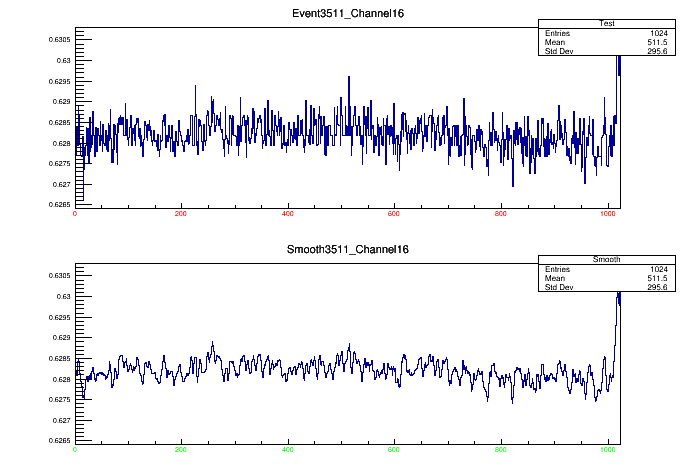 Event3511_Channel16
Test
Entries 1024
Mean 511.5
Std Dev 295.6
0.6305
0.63
0.6295
0.629
0.6285
0.628
0.6275
0.627
0.6265
0 200 400 600 800 1000
Smooth3511_Channel16
Smooth
Entries 1024
Mean 511.5
Std Dev 295.6
0.6305
0.63
0.6295
0.629
0.6285
0.628
0.6275
0.627
0.6265
0 200 400 600 800 1000